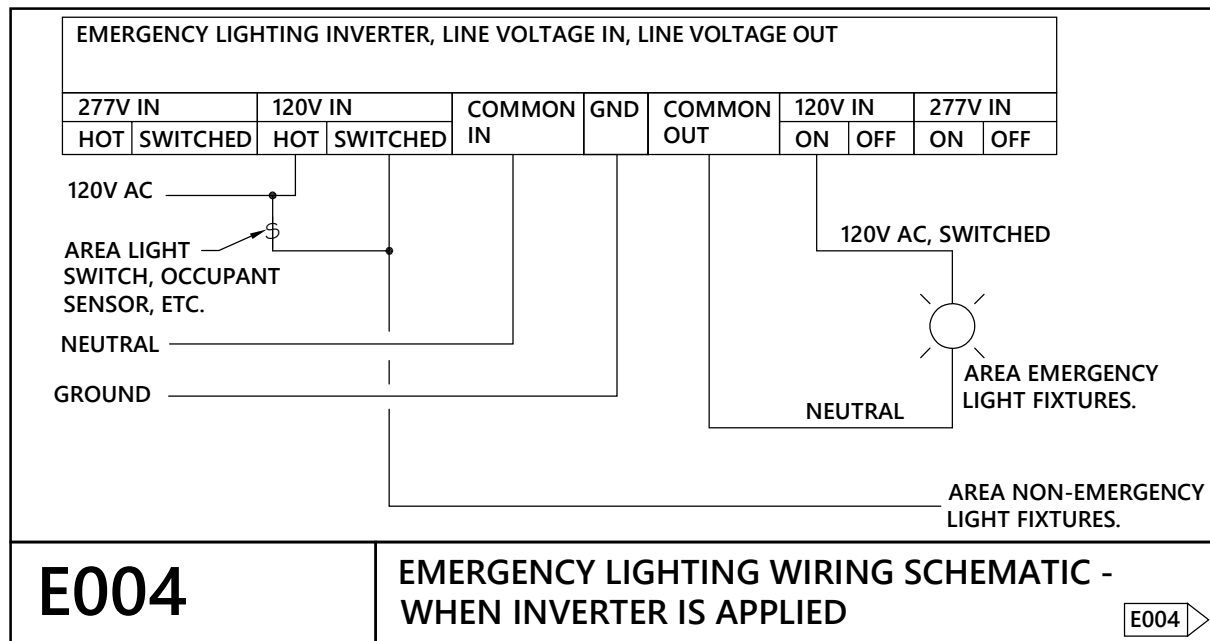 EMERGENCY LIGHTING INVERTER, LINE VOLTAGE IN, LINE VOLTAGE OUT
277V IN 120V IN COMMON GND COMMON 120V IN 277V IN
HOT SWITCHED HOT SWITCHED IN OUT ON OFF ON OFF
120V AC
AREA LIGHT
SWITCH, OCCUPANT
SENSOR, ETC.
S
120V AC, SWITCHED
NEUTRAL
GROUND
AREA EMERGENCY
LIGHT FIXTURES.
NEUTRAL
AREA NON-EMERGENCY
LIGHT FIXTURES.
E004
EMERGENCY LIGHTING WIRING SCHEMATIC -
WHEN INVERTER IS APPLIED
E004